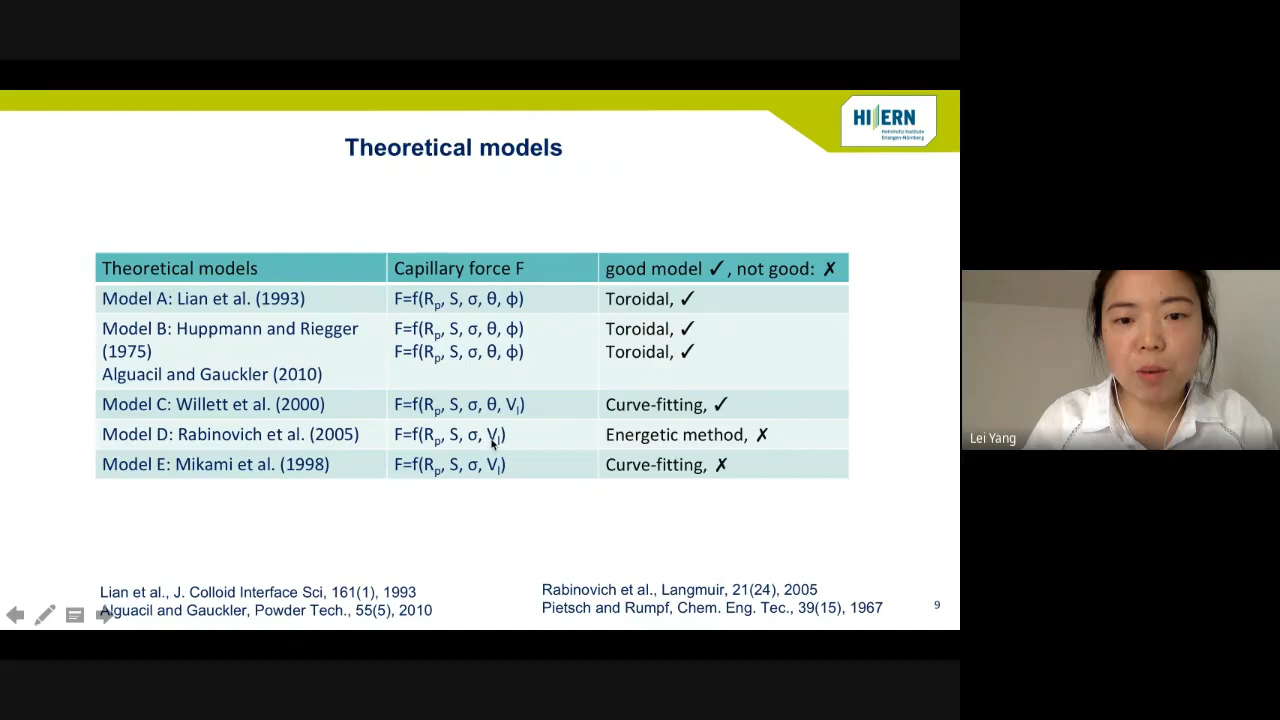 HI ERN
Helmholtz Institute
Erlangen-Nürnberg
Theoretical models
Theoretical models Capillary force F good model ✓, not good: ✗
Model A: Lian et al. (1993) F=f(Rp, S, σ, θ, ϕ) Toroidal, ✓
Model B: Huppmann and Riegger F=f(Rp, S, σ, θ, ϕ) Toroidal, ✓
(1975) F=f(Rp, S, σ, θ, ϕ) Toroidal, ✓
Alguacil and Gauckler (2010)
Model C: Willett et al. (2000) F=f(Rp, S, σ, θ, Vl) Curve-fitting, ✓
Model D: Rabinovich et al. (2005) F=f(Rp, S, σ, Vl) Energetic method, ✗
Model E: Mikami et al. (1998) F=f(Rp, S, σ, Vl) Curve-fitting, ✗
Lian et al., J. Colloid Interface Sci, 161(1), 1993
Alguacil and Gauckler, Powder Tech., 55(5), 2010
Rabinovich et al., Langmuir, 21(24), 2005
Pietsch and Rumpf, Chem. Eng. Tec., 39(15), 1967
9
Lei Yang